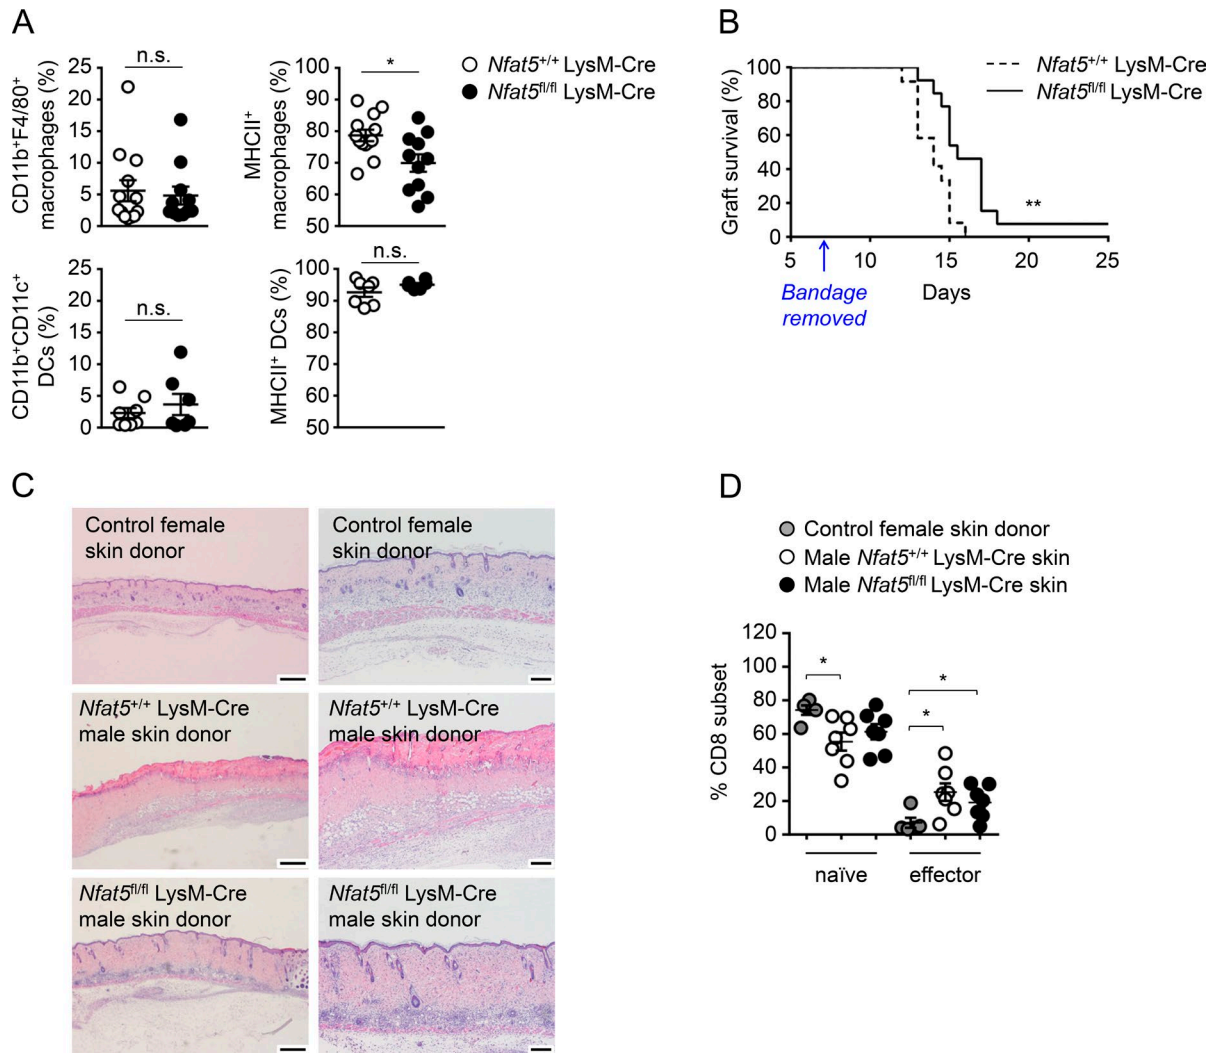 A
CD11b⁺F4/80⁺
macrophages (%)
25
20
15
10
5
0
n.s.
MHCII⁺
macrophages (%)
100
90
80
70
60
50
*
Nfat5⁺/⁺ LysM-Cre
Nfat5fl/fl LysM-Cre
CD11b⁺CD11c⁺
DCs (%)
25
20
15
10
5
0
n.s.
MHCII⁺ DCs (%)
100
90
80
70
60
50
n.s.
B
Nfat5⁺/⁺ LysM-Cre
Nfat5fl/fl LysM-Cre
Graft survival (%)
100
80
60
40
20
0
**
5 10 15 20 25
Bandage
removed
Days
C
Control female
skin donor
Control female
skin donor
Nfat5⁺/⁺ LysM-Cre
male skin donor
Nfat5⁺/⁺ LysM-Cre
male skin donor
Nfat5fl/fl LysM-Cre
male skin donor
Nfat5fl/fl LysM-Cre
male skin donor
D
Control female skin donor
Male Nfat5⁺/⁺ LysM-Cre skin
Male Nfat5fl/fl LysM-Cre skin
% CD8 subset
120
100
80
60
40
20
0
*
*
*
naïve effector